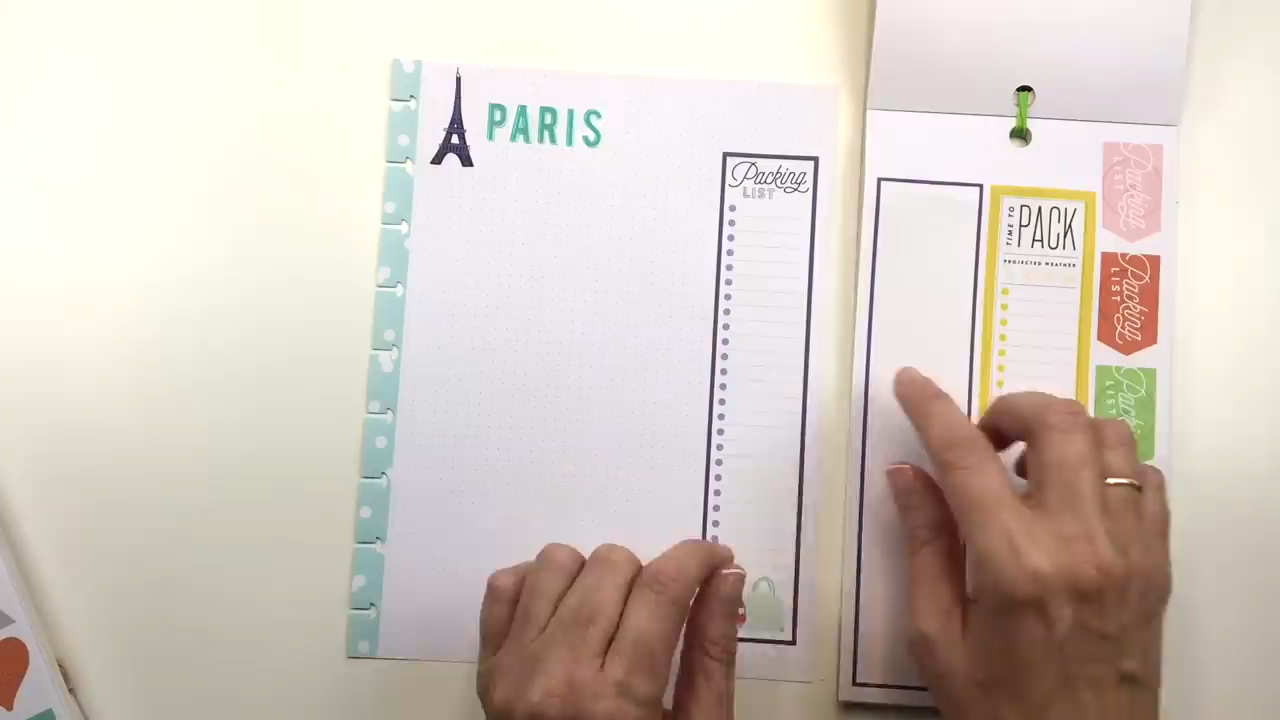 PARIS
Packing
LIST
TIME TO
PACK
PROJECTED WEATHER
Packing
LIST
Packing
LIST